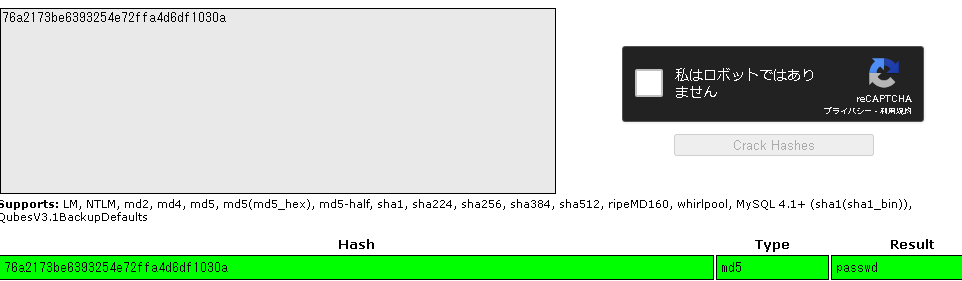 76a2173be6393254e72ffa4d6df1030a
私はロボットではあり
ません
reCAPTCHA
プライバシー - 利用規約
Crack Hashes
Supports: LM, NTLM, md2, md4, md5, md5(md5_hex), md5-half, sha1, sha224, sha256, sha384, sha512, ripeMD160, whirlpool, MySQL 4.1+ (sha1(sha1_bin)),
QubesV3.1BackupDefaults
Hash Type Result
76a2173be6393254e72ffa4d6df1030a md5 passwd